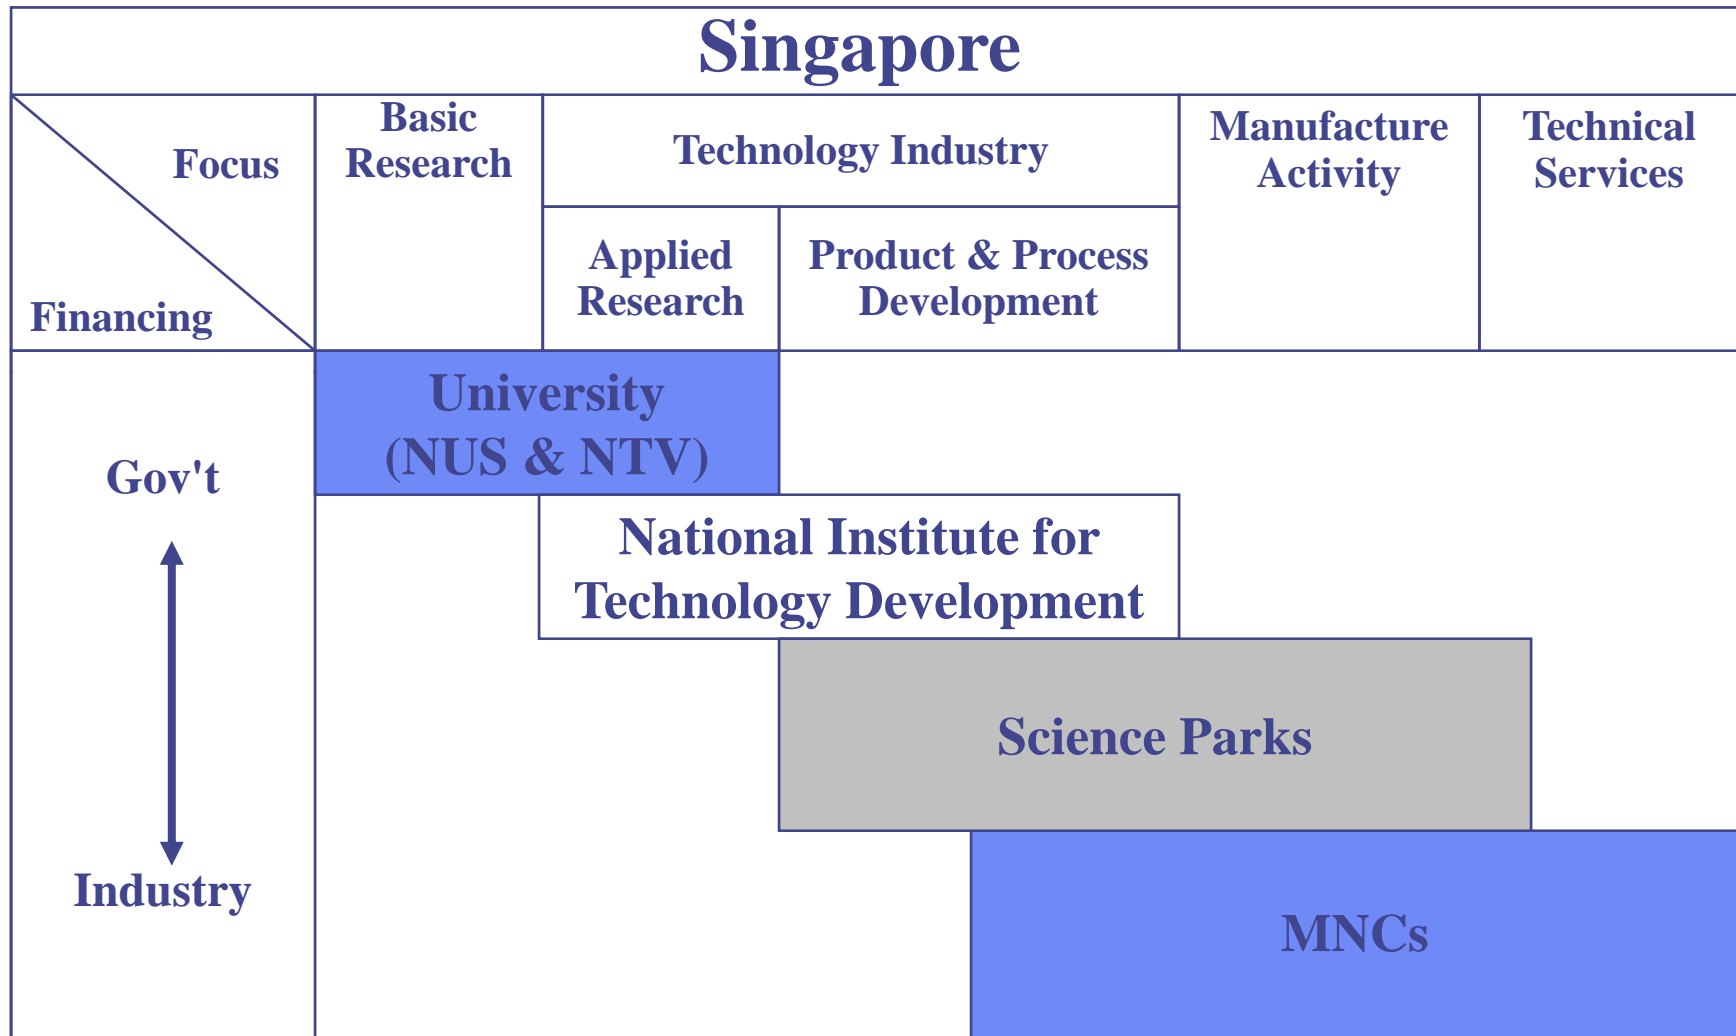 Singapore
Focus
Financing
Basic
Research
Technology Industry
Applied
Research
Product & Process
Development
Manufacture
Activity
Technical
Services
Gov't
Industry
University
(NUS & NTV)
National Institute for
Technology Development
Science Parks
MNCs